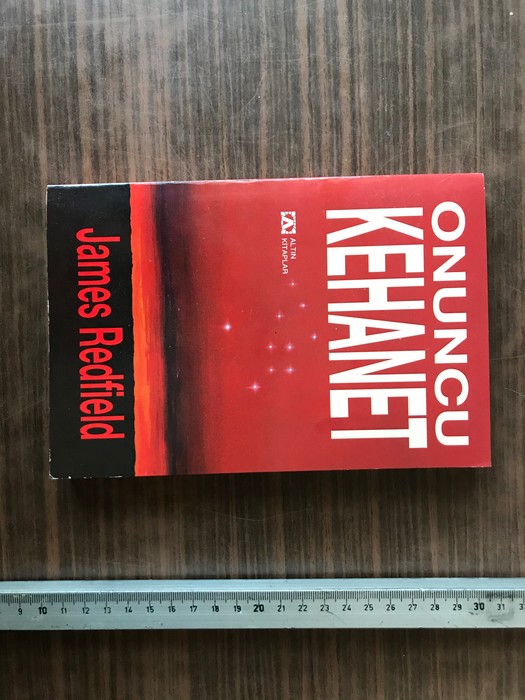 ONUNCU
KEHANET
ALTIN
KİTAPLAR
James Redfield
9 10 11 12 13 14 15 16 17 18 19 20 21 22 23 24 25 26 27 28 29 30 31